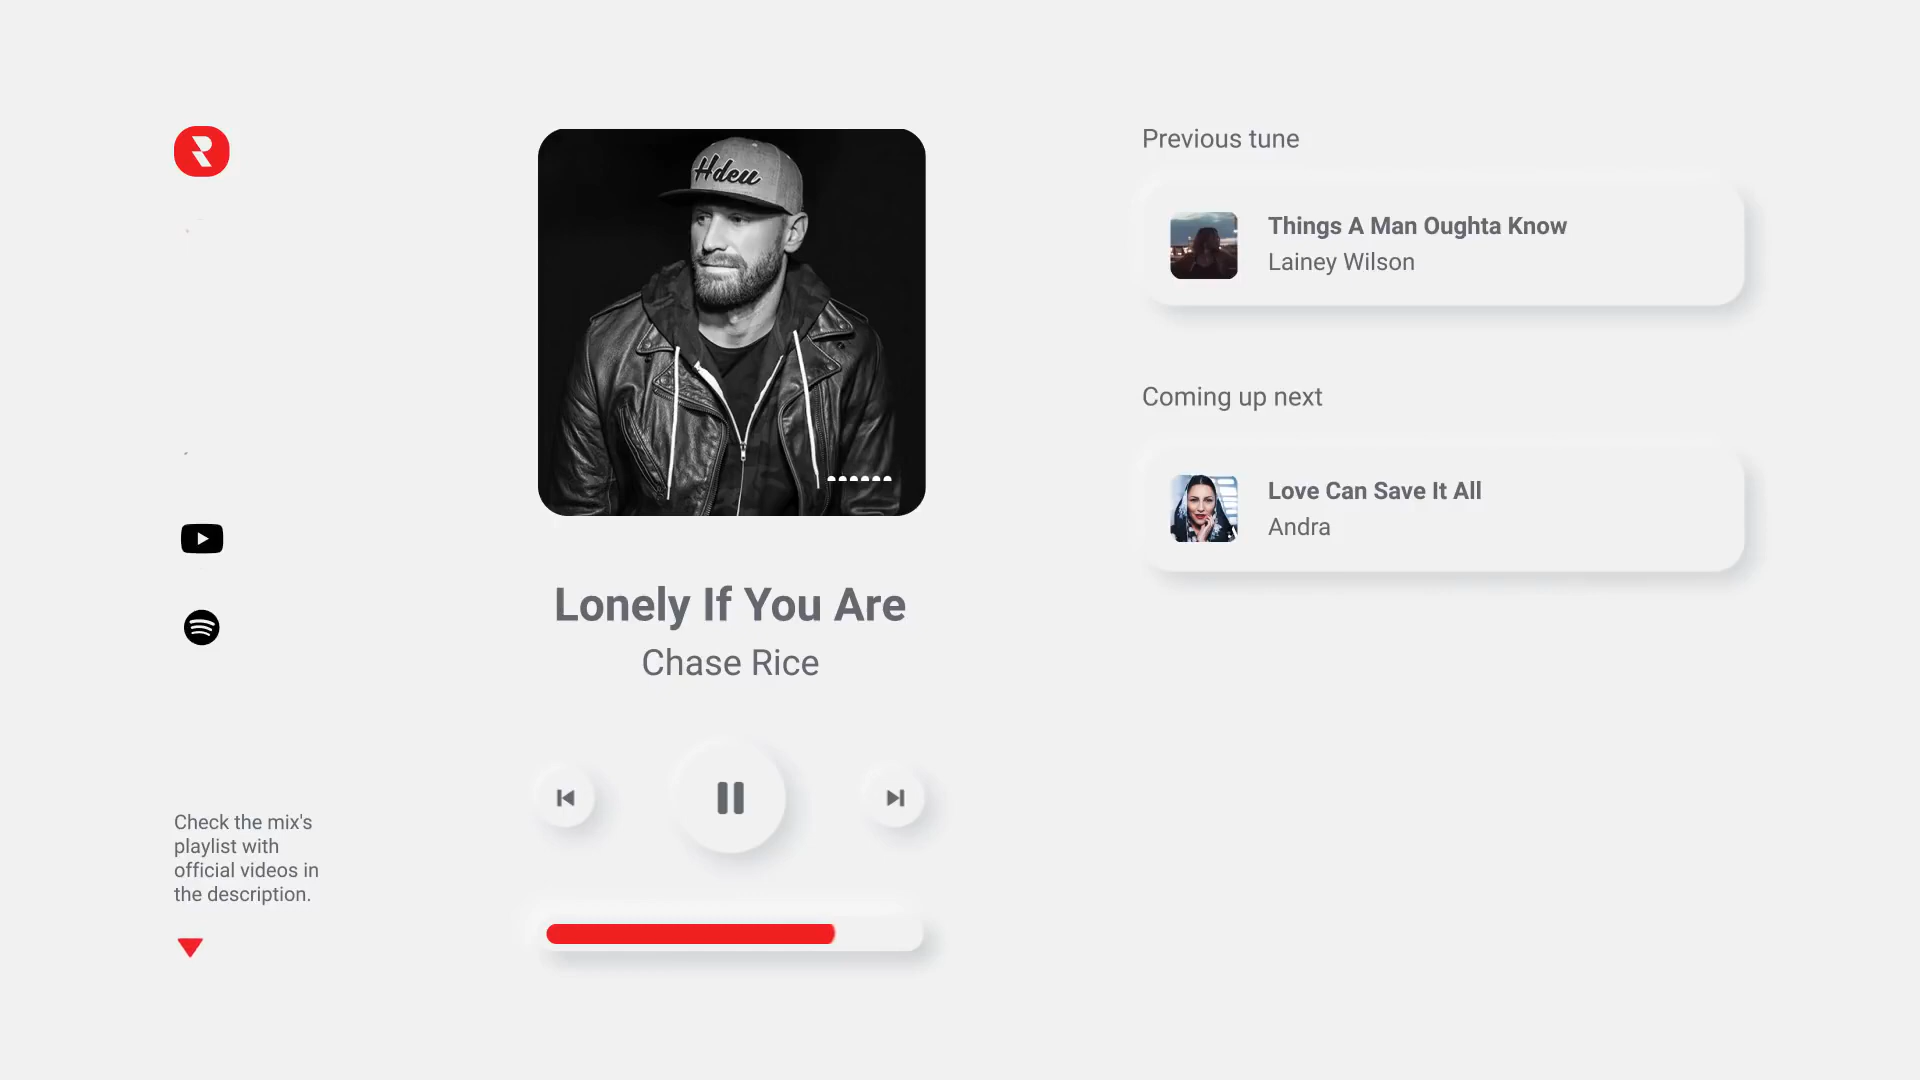 Hdeu
Lonely If You Are
Chase Rice
Previous tune
Things A Man Oughta Know
Lainey Wilson
Coming up next
Love Can Save It All
Andra
Check the mix's
playlist with
official videos in
the description.